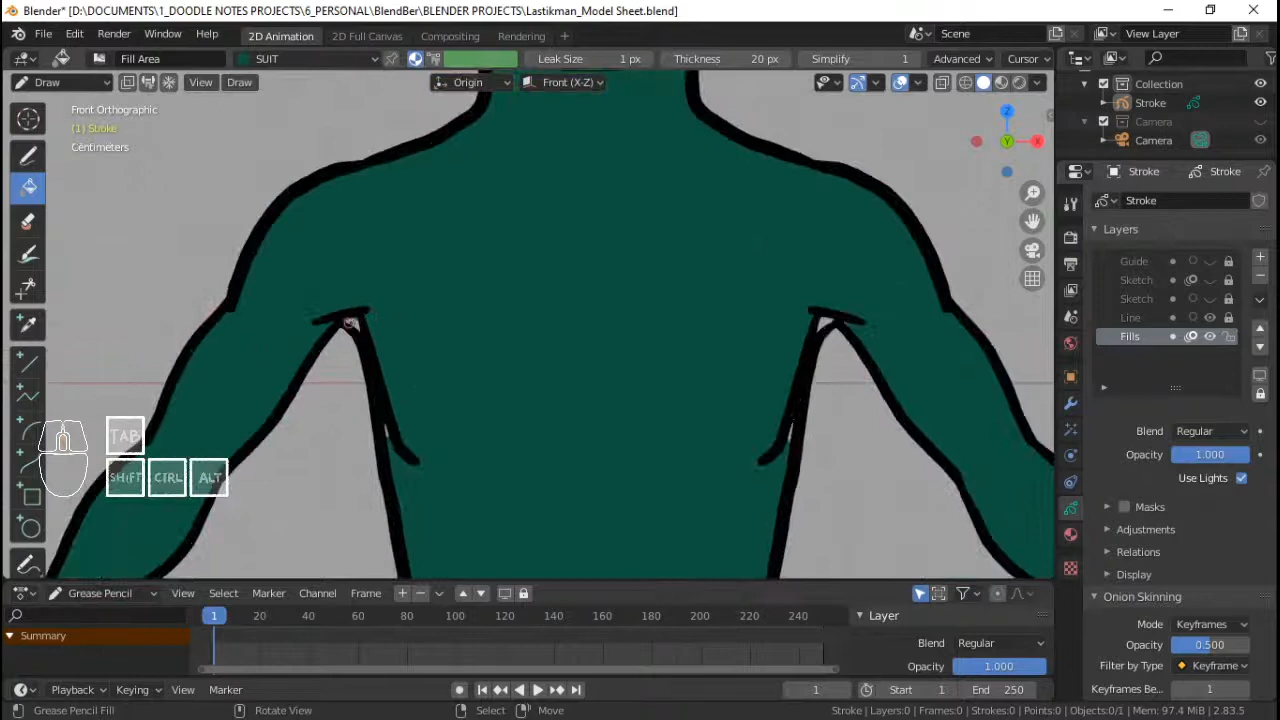 Blender* [D:\DOCUMENTS\1_DOODLE NOTES PROJECTS\6_PERSONAL\BlendBer\BLENDER PROJECTS\Lastikman_Model Sheet.blend]
File Edit Render Window Help 2D Animation 2D Full Canvas Compositing Rendering + Scene View Layer
Fill Area SUIT Leak Size 1 px Thickness 20 px Simplify 1 Advanced Cursor
Draw View Draw Origin Front (X-Z)
Collection
Stroke
Camera
Camera
Front Orthographic
(1) Stroke
Centimeters
Z
Y
X
Stroke Stroke
Stroke
Layers
Guide
Sketch
Sketch
Line
Fills
TAB
SHIFT CTRL ALT
Blend Regular
Opacity 1.000
Use Lights
Masks
Adjustments
Relations
Display
Onion Skinning
Mode Keyframes
Opacity 0.500
Filter by Type Keyframe
Keyframes Be... 1
Grease Pencil View Select Marker Channel Frame
1 20 40 60 80 100 120 140 160 180 200 220 240
Summary
Layer
Blend Regular
Opacity 1.000
Playback Keying View Marker 1 Start 1 End 250
Grease Pencil Fill Rotate View Select Move Stroke | Layers:0 | Frames:0 | Strokes:0 | Points:0 | Objects:0/1 | Mem: 97.4 MiB | 2.83.5